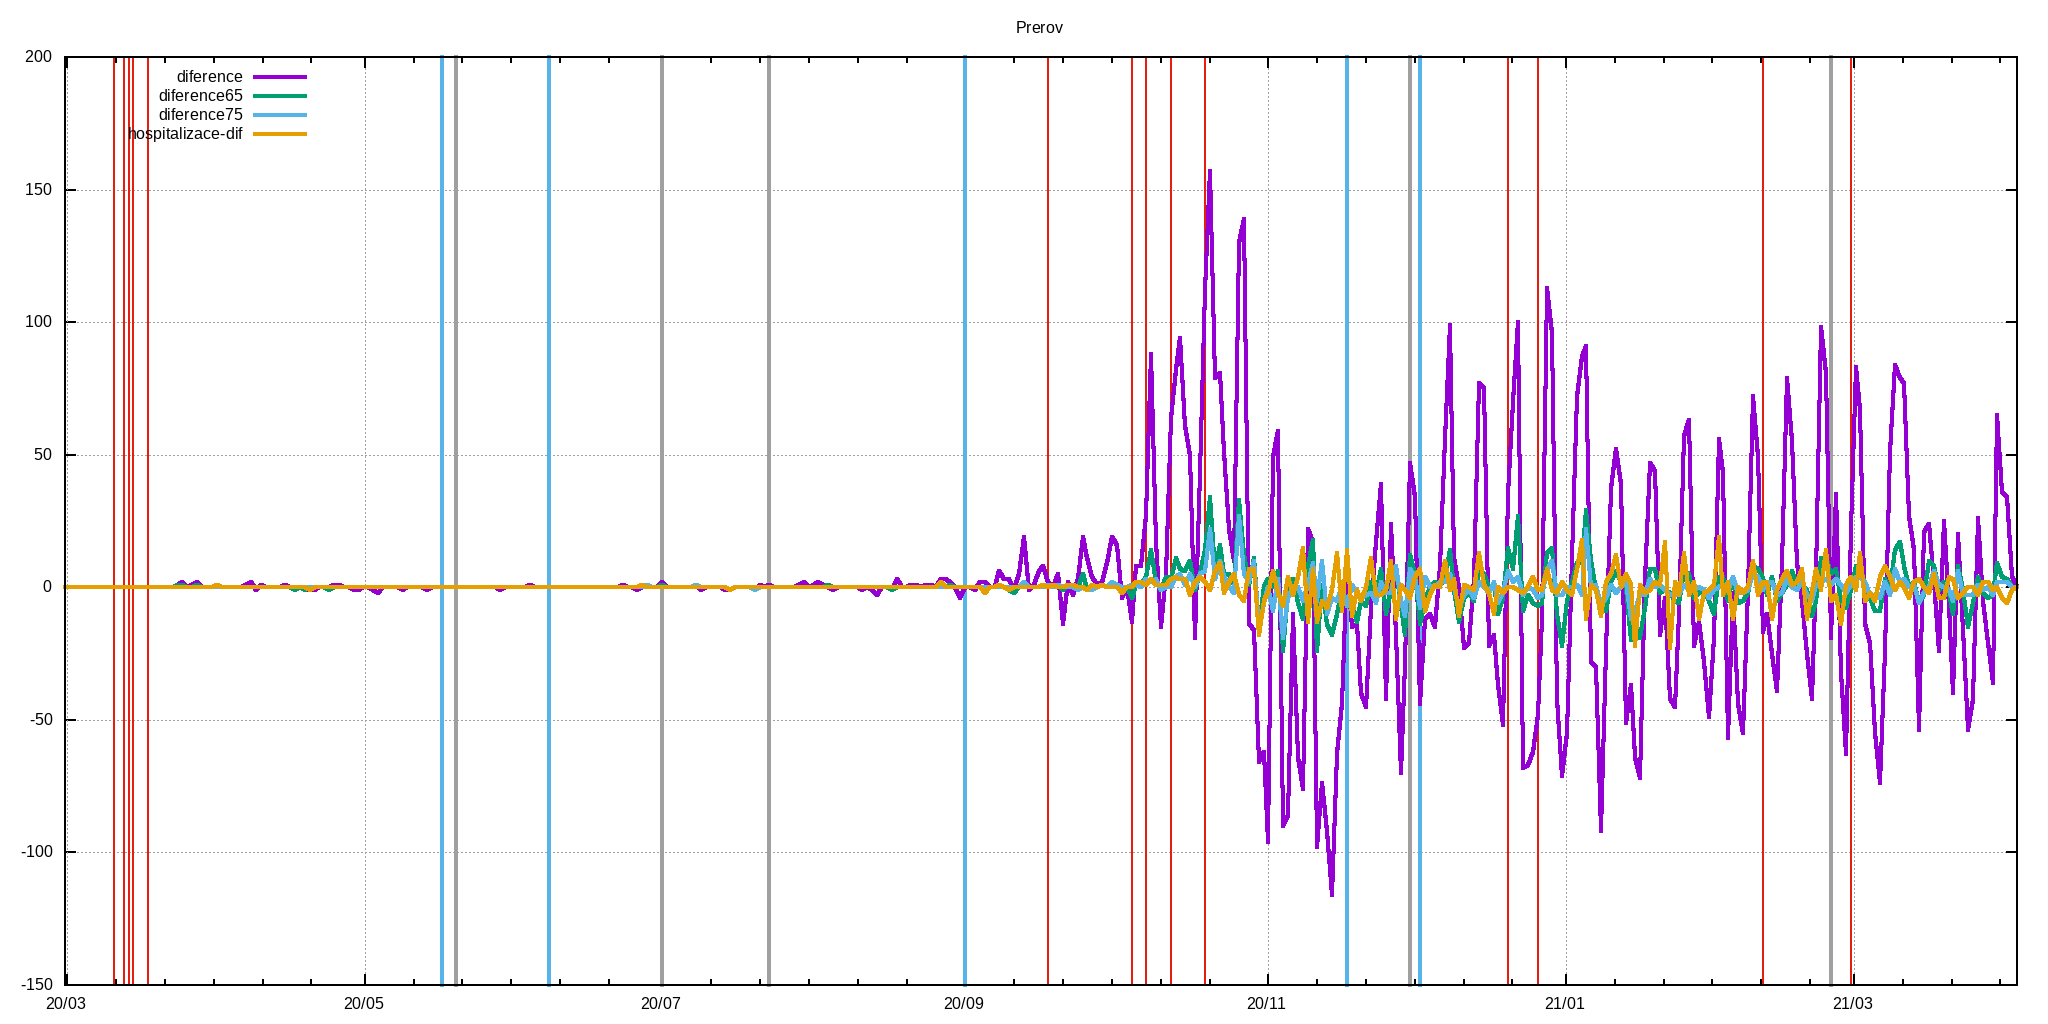 Prerov
200
diference
diference65
diference75
hospitalizace-dif
150
100
50
0
-50
-100
-150
20/03 20/05 20/07 20/09 20/11 21/01 21/03